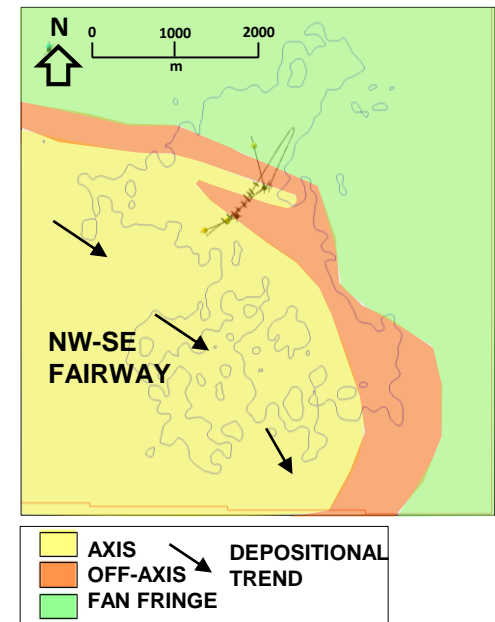 N
0 1000 2000
m
NW-SE
FAIRWAY
AXIS
OFF-AXIS
FAN FRINGE
DEPOSITIONAL
TREND